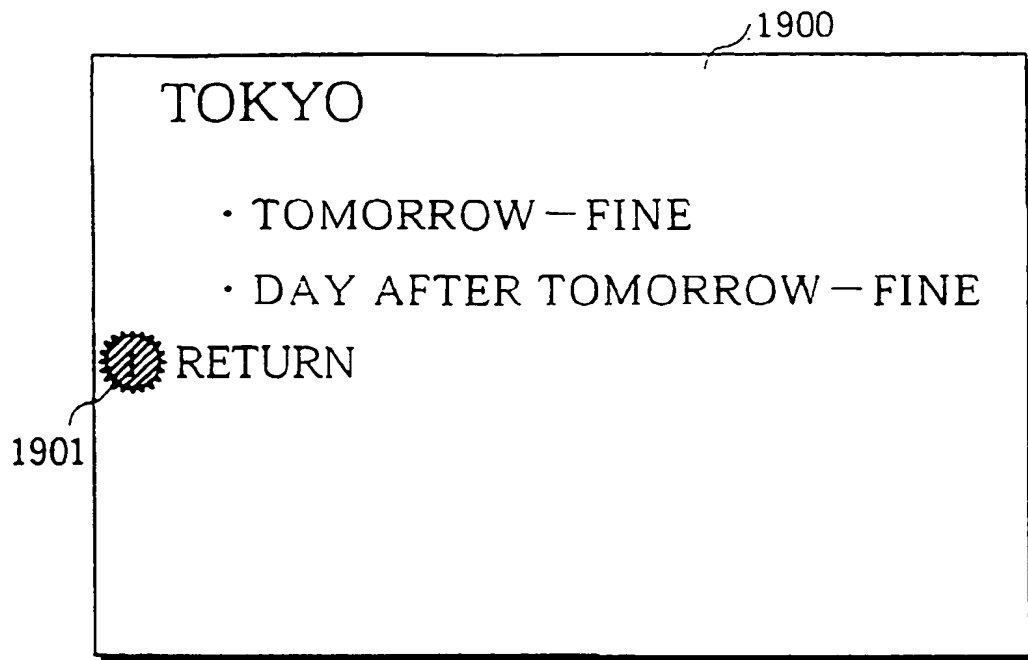 1900
TOKYO
・TOMORROW—FINE
・DAY AFTER TOMORROW—FINE
RETURN
1901